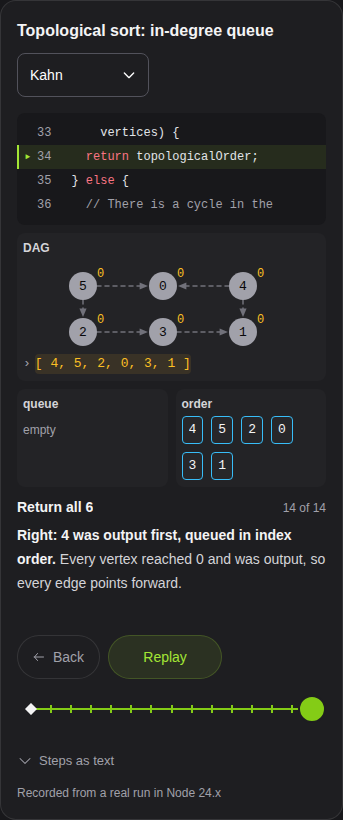 Topological sort: in-degree queue
Kahn
33 vertices) {
34 return topologicalOrder;
35 } else {
36 // There is a cycle in the
DAG
0 0 0
5 0 4
0 0 0
2 3 1
[ 4, 5, 2, 0, 3, 1 ]
queue
empty
order
4 5 2 0
3 1
Return all 6 14 of 14
Right: 4 was output first, queued in index
order. Every vertex reached 0 and was output, so
every edge points forward.
Back Replay
Steps as text
Recorded from a real run in Node 24.x